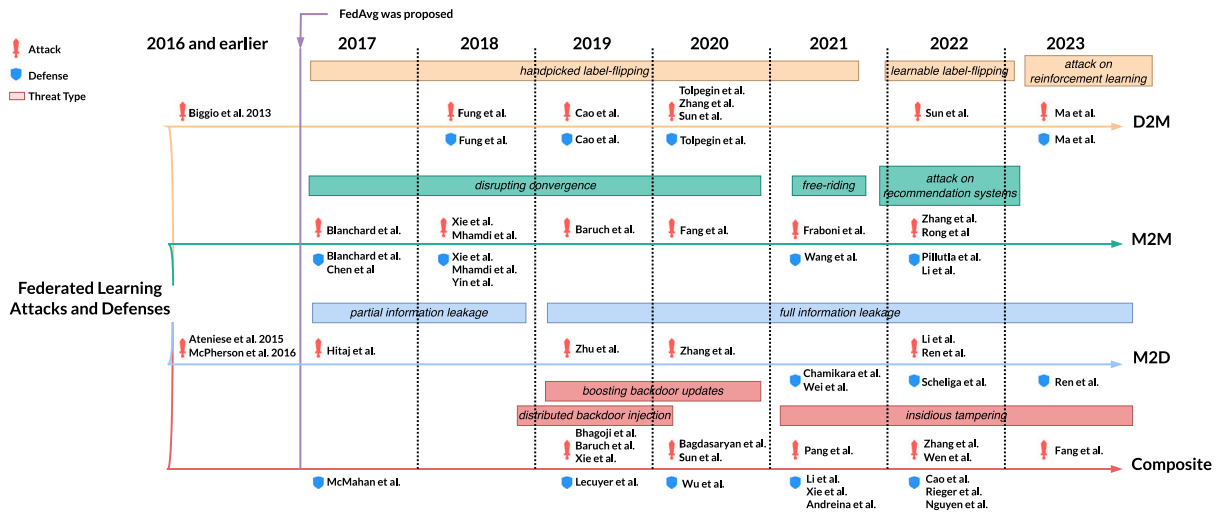 FedAvg was proposed
Attack
Defense
Threat Type
2016 and earlier
2017
2018
2019
2020
2021
2022
2023
handpicked label-flipping
learnable label-flipping
attack on
reinforcement learning
Biggio et al. 2013
Fung et al.
Cao et al.
Tolpegin et al.
Zhang et al.
Sun et al.
Sun et al.
Ma et al.
D2M
Fung et al.
Cao et al.
Tolpegin et al.
Ma et al.
disrupting convergence
free-riding
attack on
recommendation systems
Blanchard et al.
Xie et al.
Mhamdi et al.
Baruch et al.
Fang et al.
Fraboni et al.
Zhang et al.
Rong et al
M2M
Blanchard et al.
Chen et al
Xie et al.
Mhamdi et al.
Yin et al.
Wang et al.
Pillutla et al.
Li et al.
Federated Learning
Attacks and Defenses
partial information leakage
full information leakage
Ateniese et al. 2015
McPherson et al. 2016
Hitaj et al.
Zhu et al.
Zhang et al.
Li et al.
Ren et al.
M2D
Chamikara et al.
Wei et al.
Scheliga et al.
Ren et al.
boosting backdoor updates
distributed backdoor injection
insidious tampering
Bhagoji et al.
Baruch et al.
Xie et al.
Bagdasaryan et al.
Sun et al.
Pang et al.
Zhang et al.
Wen et al.
Fang et al.
Composite
McMahan et al.
Lecuyer et al.
Wu et al.
Li et al.
Xie et al.
Andreina et al.
Cao et al.
Rieger et al.
Nguyen et al.